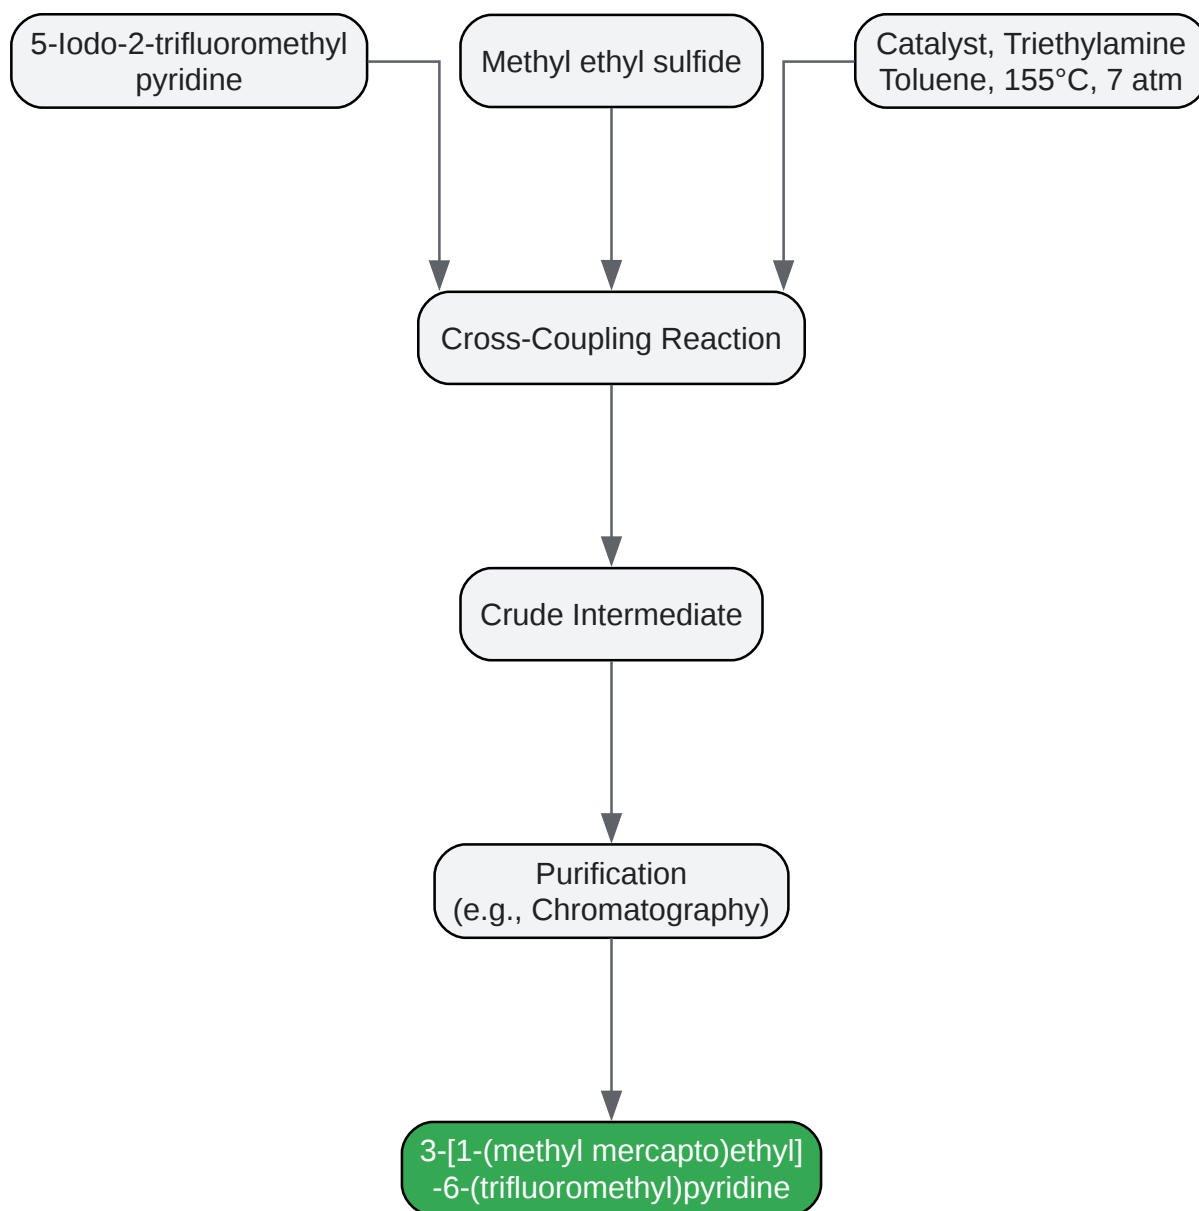 5-Iodo-2-trifluoromethyl
pyridine
Methyl ethyl sulfide
Catalyst, Triethylamine
Toluene, 155°C, 7 atm
Cross-Coupling Reaction
Crude Intermediate
Purification
(e.g., Chromatography)
3-[1-(methyl mercapto)ethyl]
-6-(trifluoromethyl)pyridine